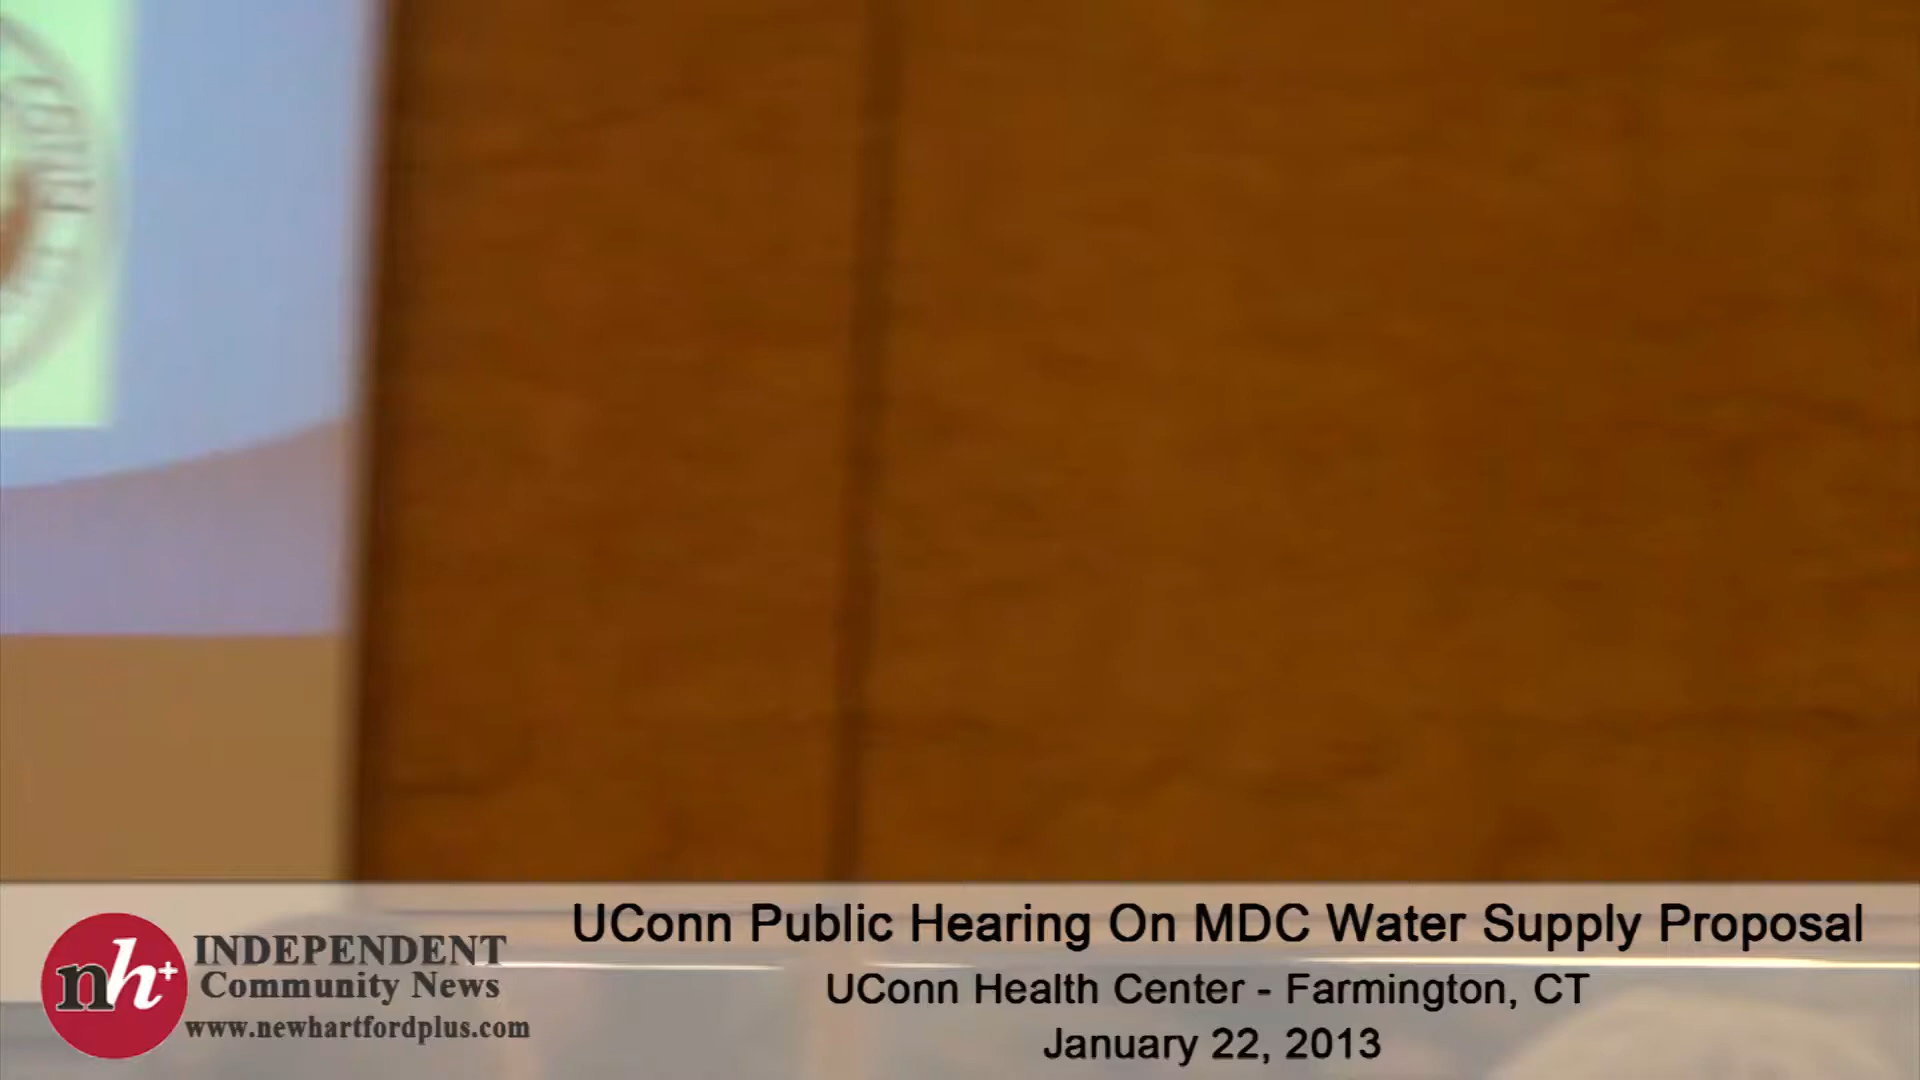 UConn Public Hearing On MDC Water Supply Proposal
UConn Health Center - Farmington, CT
January 22, 2013
nh+
INDEPENDENT
Community News
www.newhartfordplus.com